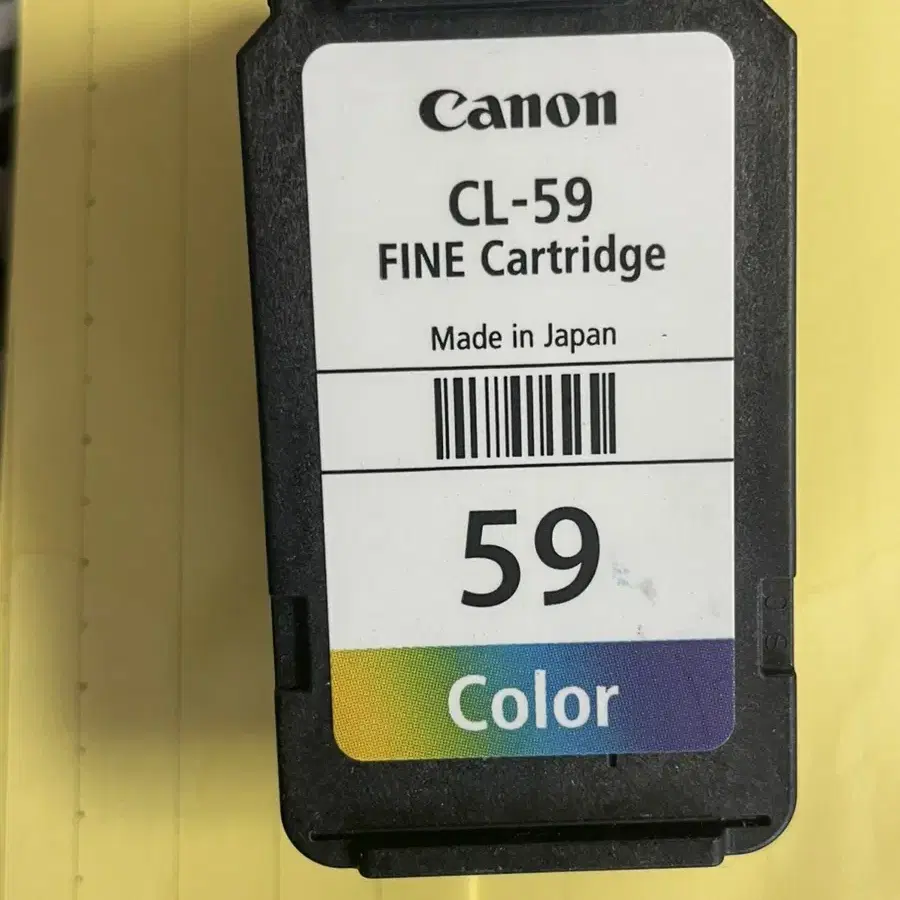 Canon
CL-59
FINE Cartridge
Made in Japan
59
Color